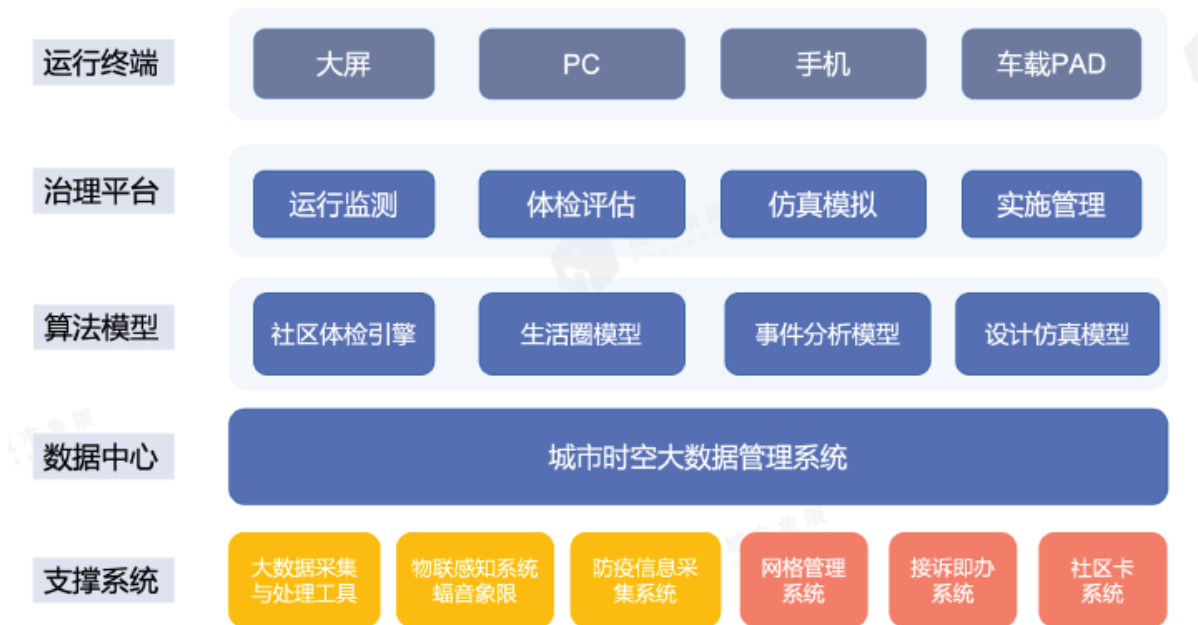 运行终端
大屏
PC
手机
车载PAD
治理平台
运行监测
体检评估
仿真模拟
实施管理
算法模型
社区体检引擎
生活圈模型
事件分析模型
设计仿真模型
数据中心
城市时空大数据管理系统
支撑系统
大数据采集
与处理工具
物联感知系统
蝠音象限
防疫信息采
集系统
网格管理
系统
接诉即办
系统
社区卡
系统
城市象限